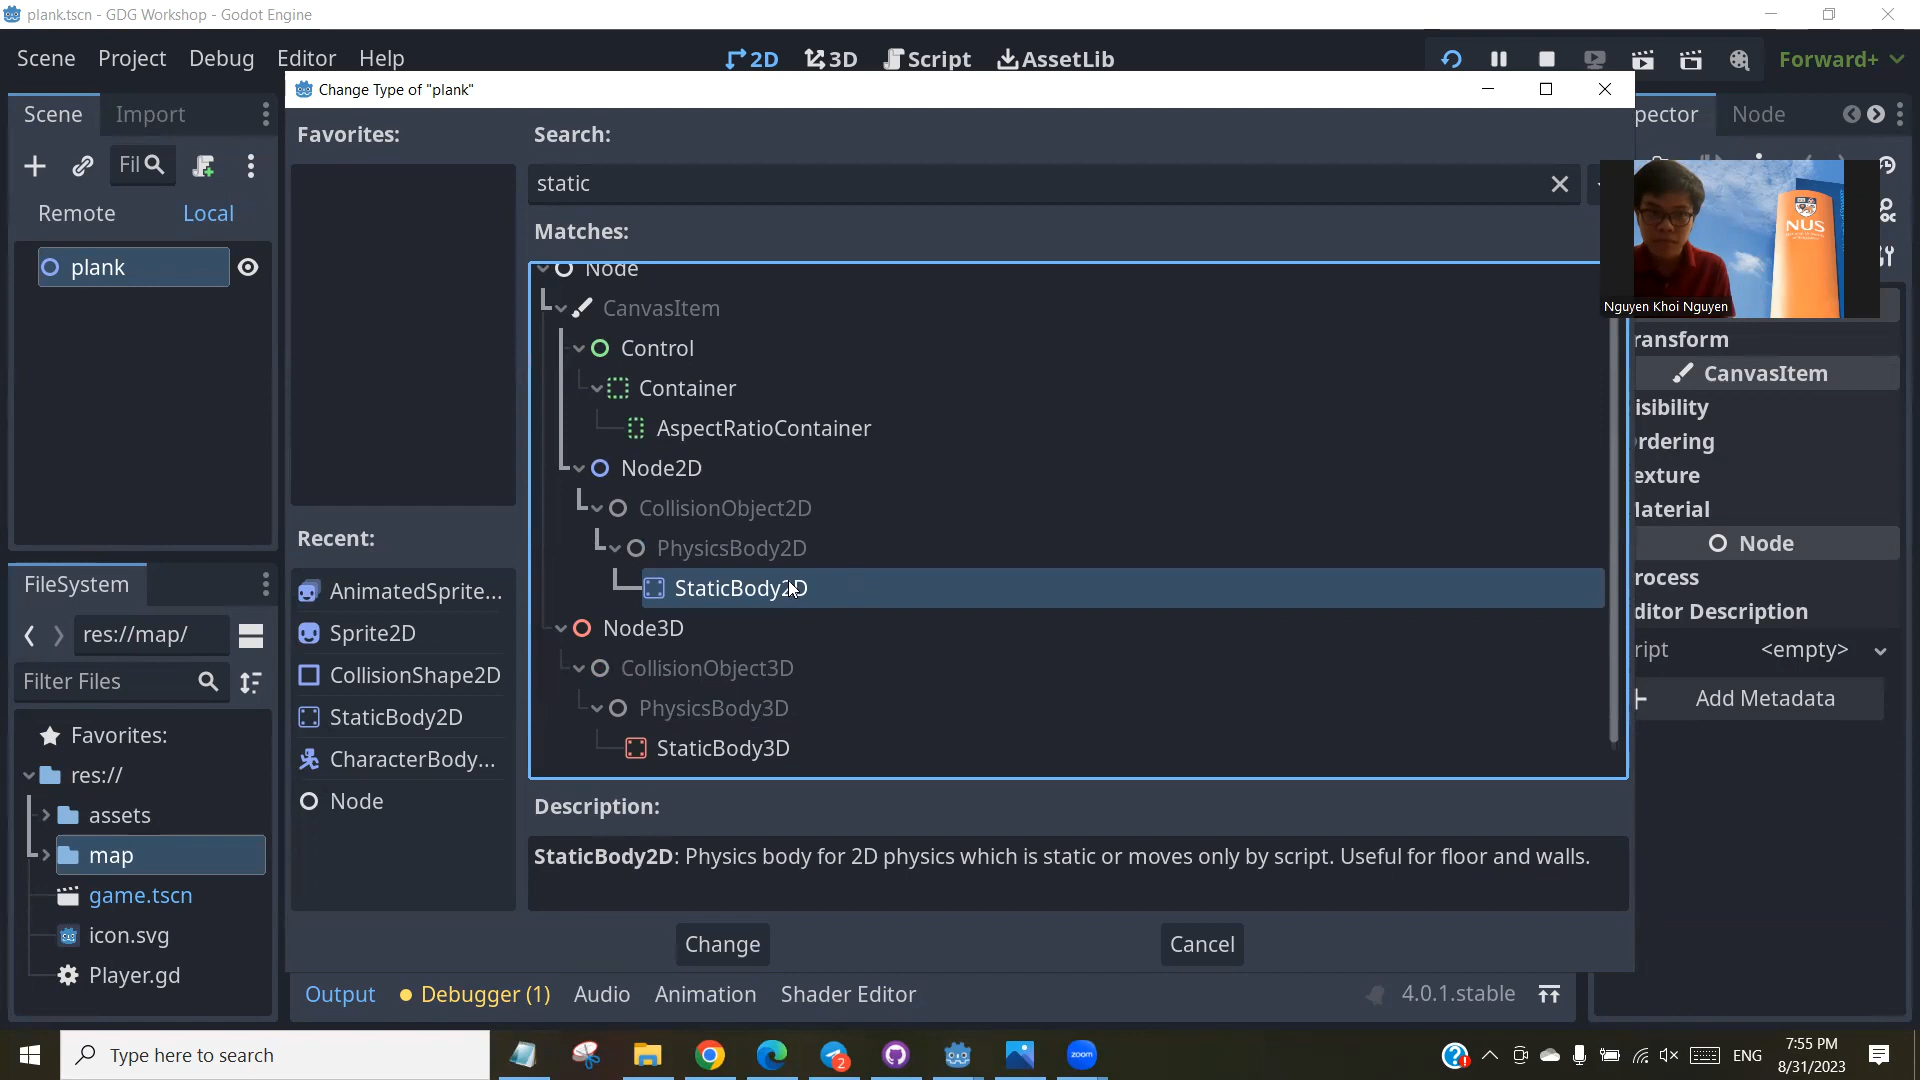 plank.tscn - GDG Workshop - Godot Engine
Scene Project Debug Editor Help
2D 3D Script AssetLib
Forward+
Change Type of "plank"
Scene Import
Favorites:
Search:
pector Node
Fil
static
Remote Local
Matches:
plank
Node
CanvasItem
NUS
Nguyen Khoi Nguyen
Control
ransform
Container
CanvasItem
AspectRatioContainer
isibility
rdering
Node2D
exture
CollisionObject2D
laterial
Recent:
PhysicsBody2D
Node
FileSystem
AnimatedSprite...
StaticBody2D
rocess
ditor Description
res://map/
Sprite2D
Node3D
ript <empty>
Filter Files
CollisionShape2D
CollisionObject3D
Add Metadata
StaticBody2D
PhysicsBody3D
Favorites:
CharacterBody...
StaticBody3D
res://
Node
assets
Description:
map
StaticBody2D: Physics body for 2D physics which is static or moves only by script. Useful for floor and walls.
game.tscn
icon.svg
Change Cancel
Player.gd
Output Debugger (1) Audio Animation Shader Editor 4.0.1.stable
Type here to search
2
zoom
ENG
7:55 PM
8/31/2023